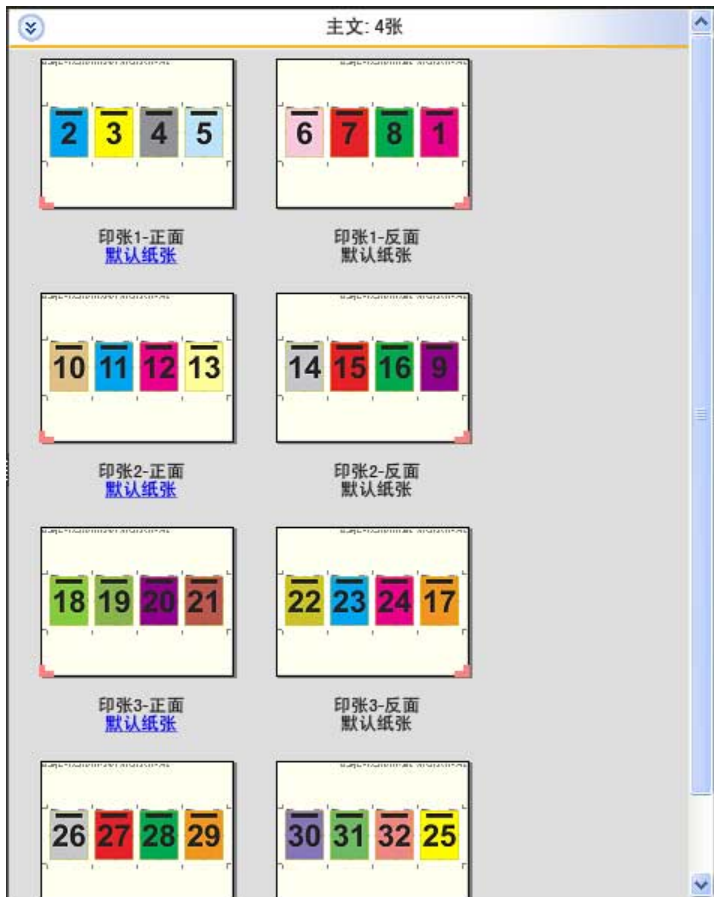 主文: 4张
2 3 4 5
6 7 8 1
印张1-正面
默认纸张
印张1-反面
默认纸张
10 11 12 13
14 15 16 9
印张2-正面
默认纸张
印张2-反面
默认纸张
18 19 20 21
22 23 24 17
印张3-正面
默认纸张
印张3-反面
默认纸张
26 27 28 29
30 31 32 25